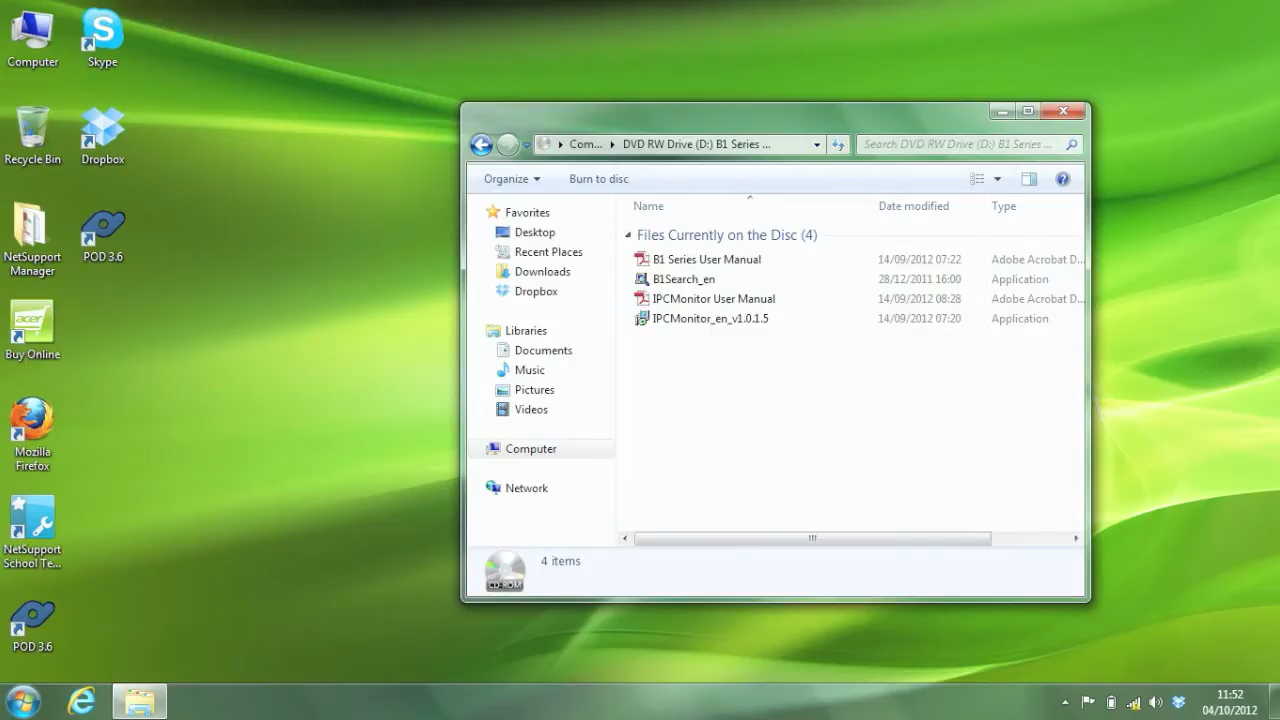 Computer
Skype
Recycle Bin
Dropbox
NetSupport
Manager
POD 3.6
acer
Buy Online
Mozilla
Firefox
NetSupport
School Te...
POD 3.6
Com... DVD RW Drive (D:) B1 Series ...
Search DVD RW Drive (D:) B1 Series ...
Organize Burn to disc
Favorites
Desktop
Recent Places
Downloads
Dropbox
Libraries
Documents
Music
Pictures
Videos
Computer
Network
Name Date modified Type
Files Currently on the Disc (4)
B1 Series User Manual 14/09/2012 07:22 Adobe Acrobat D...
B1Search_en 28/12/2011 16:00 Application
IPCMonitor User Manual 14/09/2012 08:28 Adobe Acrobat D...
IPCMonitor_en_v1.0.1.5 14/09/2012 07:20 Application
CD-ROM
4 items
11:52
04/10/2012